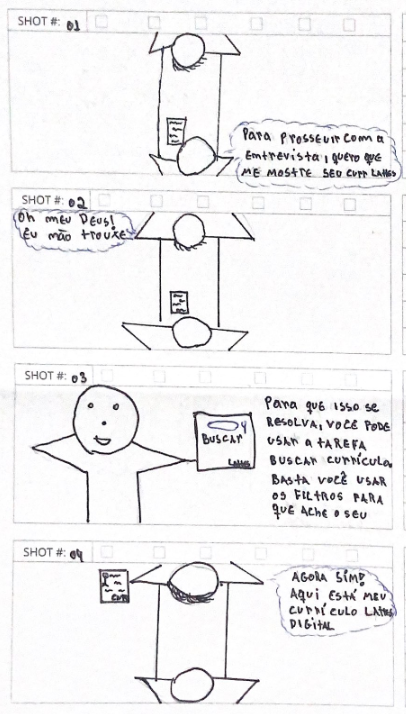 SHOT #: 01
Para Prosseuir com a
Entrevista, quero que
ME MOSTRE SEU CURR LAttes
SHOT #: 02
Oh meu Deus!
Eu não trouxe
SHOT #: 03
BUSCAR
Lattes
Para que isso se
RESOLVA, VOCÊ PODE
USAR A TAREFA
BUSCAR CURRÍCULO,
BASTA VOCÊ USAR
OS FILTROS PARA
QUE ACHE O SEU
SHOT #: 04
CURR
AGORA SIM,
AQUI ESTÁ MEU
CURRÍCULO LAttes
DIGITAL